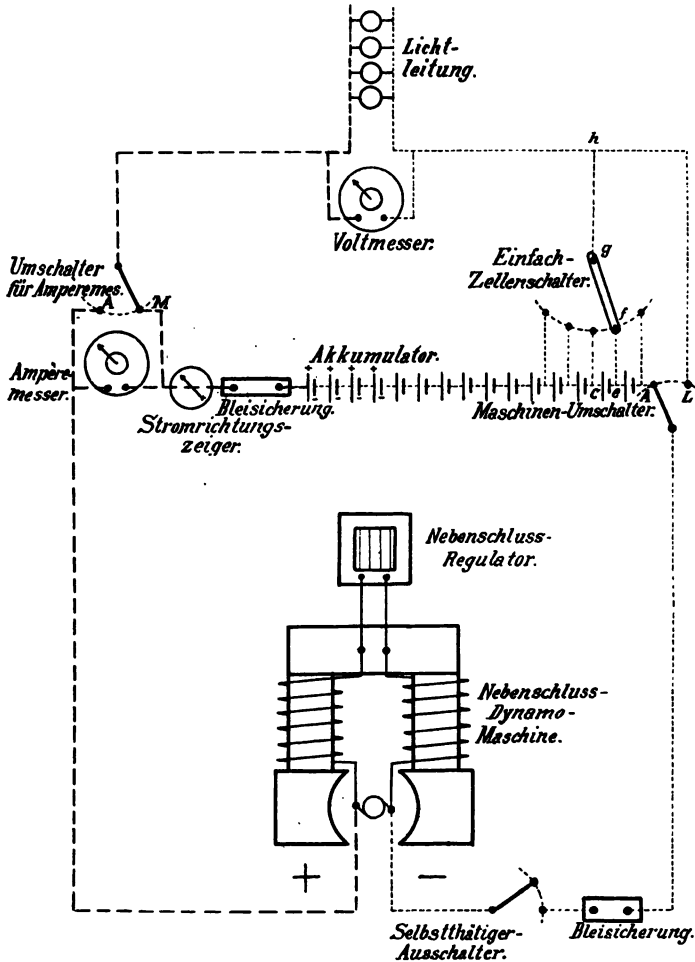 Licht-
leitung.
h
Voltmesser.
Einfach-
Zellenschalter.
g
f
Umschalter
für Amperemes.
A
M
Ampère-
messer.
Stromrichtungs-
zeiger.
Bleisicherung.
Akkumulator.
+ + + +
- - - -
c
e
A
L
Maschinen-Umschalter.
Nebenschluss-
Regulator.
Nebenschluss-
Dynamo-
Maschine.
+
-
Selbstthätiger-
Ausschalter.
Bleisicherung.